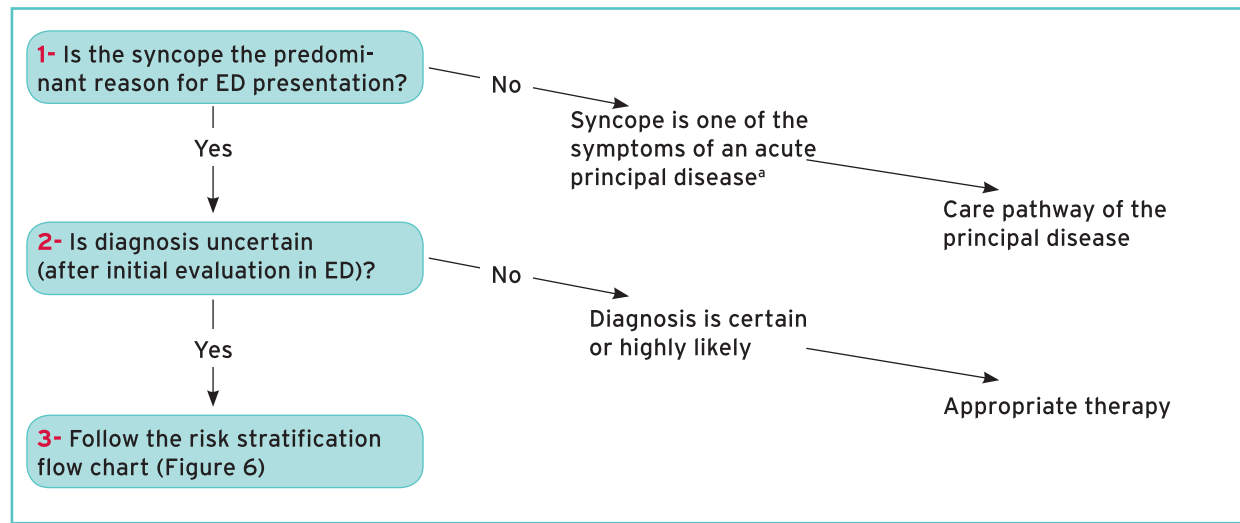 1- Is the syncope the predomi-
nant reason for ED presentation?
No
Syncope is one of the
symptoms of an acute
principal diseaseᵃ
Care pathway of the
principal disease
Yes
2- Is diagnosis uncertain
(after initial evaluation in ED)?
No
Diagnosis is certain
or highly likely
Appropriate therapy
Yes
3- Follow the risk stratification
flow chart (Figure 6)